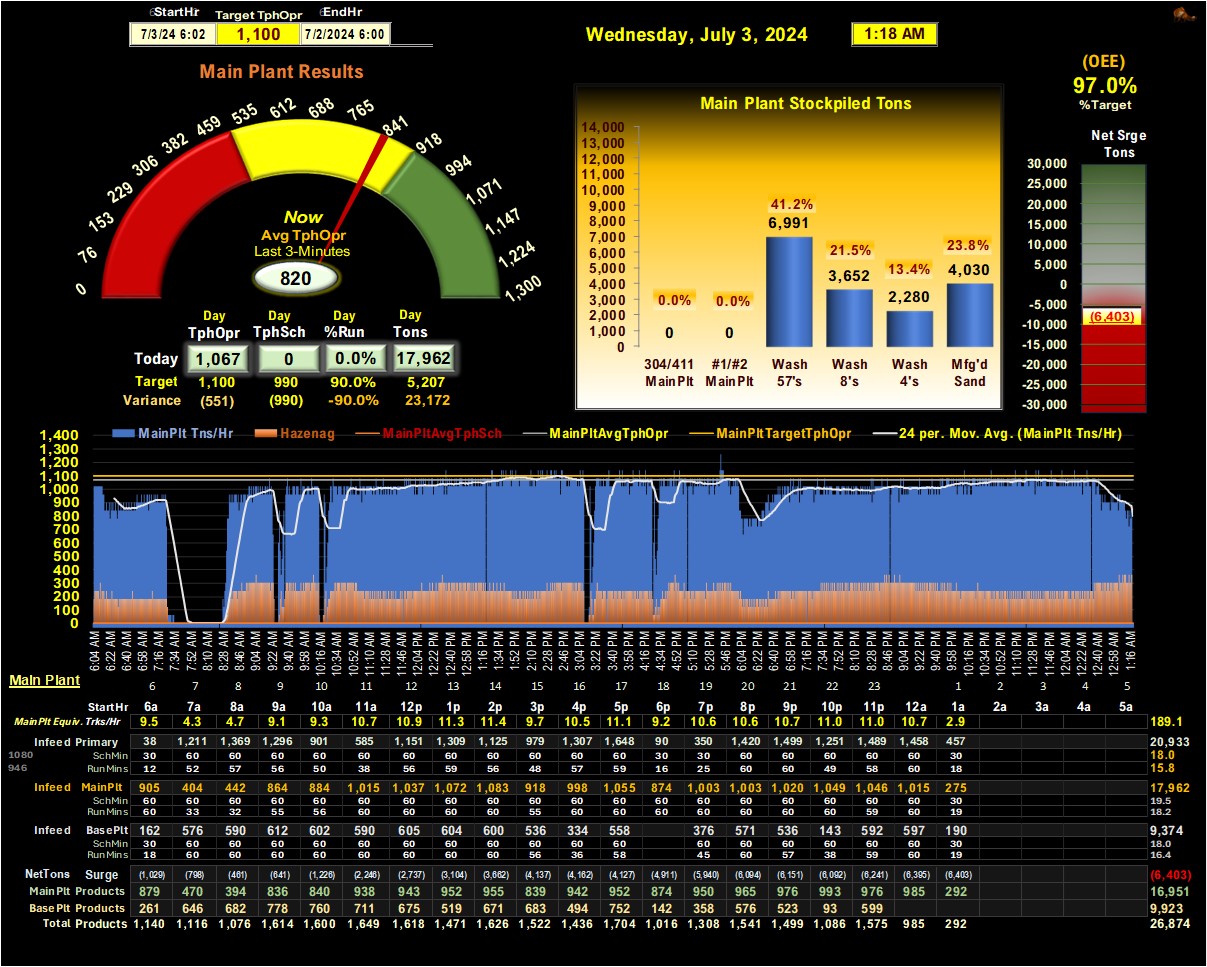 StartHr Target TphOpr EndHr
7/3/24 6:02 1,100 7/2/2024 6:00
Wednesday, July 3, 2024 1:18 AM
(OEE)
97.0%
%Target
Main Plant Results
0 76 153 229 306 382 459 535 612 688 765 841 918 994 1,071 1,147 1,224 1,300
Now
Avg TphOpr
Last 3-Minutes
820
Day Day Day Day
TphOpr TphSch %Run Tons
Today 1,067 0 0.0% 17,962
Target 1,100 990 90.0% 5,207
Variance (551) (990) -90.0% 23,172
Main Plant Stockpiled Tons
14,000
13,000
12,000
11,000
10,000
9,000
8,000
7,000
6,000
5,000
4,000
3,000
2,000
1,000
0
0.0% 0.0% 41.2% 21.5% 13.4% 23.8%
0 0 6,991 3,652 2,280 4,030
304/411 #1/#2 Wash Wash Wash Mfg'd
MainPlt MainPlt 57's 8's 4's Sand
Net Srge
Tons
30,000
25,000
20,000
15,000
10,000
5,000
0
-5,000
-10,000
-15,000
-20,000
-25,000
-30,000
(6,403)
MainPlt Tns/Hr Hazenag MainPltAvgTphSch MainPltAvgTphOpr MainPltTargetTphOpr 24 per. Mov. Avg. (MainPlt Tns/Hr)
1,400
1,300
1,200
1,100
1,000
900
800
700
600
500
400
300
200
100
0
6:04 AM 6:22 AM 6:40 AM 6:58 AM 7:16 AM 7:34 AM 7:52 AM 8:10 AM 8:28 AM 8:46 AM 9:04 AM 9:22 AM 9:40 AM 9:58 AM 10:16 AM 10:34 AM 10:52 AM 11:10 AM 11:28 AM 11:46 AM 12:04 PM 12:22 PM 12:40 PM 12:58 PM 1:16 PM 1:34 PM 1:52 PM 2:10 PM 2:28 PM 2:46 PM 3:04 PM 3:22 PM 3:40 PM 3:58 PM 4:16 PM 4:34 PM 4:52 PM 5:10 PM 5:28 PM 5:46 PM 6:04 PM 6:22 PM 6:40 PM 6:58 PM 7:16 PM 7:34 PM 7:52 PM 8:10 PM 8:28 PM 8:46 PM 9:04 PM 9:22 PM 9:40 PM 9:58 PM 10:16 PM 10:34 PM 10:52 PM 11:10 PM 11:28 PM 11:46 PM 12:04 AM 12:22 AM 12:40 AM 12:58 AM 1:16 AM
Main Plant
6 7 8 9 10 11 12 13 14 15 16 17 18 19 20 21 22 23 1 2 3 4 5
StartHr 6a 7a 8a 9a 10a 11a 12p 1p 2p 3p 4p 5p 6p 7p 8p 9p 10p 11p 12a 1a 2a 3a 4a 5a
MainPlt Equiv. Trks/Hr 9.5 4.3 4.7 9.1 9.3 10.7 10.9 11.3 11.4 9.7 10.5 11.1 9.2 10.6 10.6 10.7 11.0 11.0 10.7 2.9 189.1
Infeed Primary 38 1,211 1,369 1,296 901 585 1,151 1,309 1,125 979 1,307 1,648 90 350 1,420 1,499 1,251 1,489 1,458 457 20,933
1080 SchMin 30 60 60 60 60 60 60 60 60 60 60 60 30 30 60 60 60 60 60 30 18.0
946 RunMins 12 52 57 56 50 38 56 59 56 48 57 59 16 25 60 60 49 58 60 18 15.8
Infeed MainPlt 905 404 442 864 884 1,015 1,037 1,072 1,083 918 998 1,055 874 1,003 1,003 1,020 1,049 1,046 1,015 275 17,962
SchMin 60 60 60 60 60 60 60 60 60 60 60 60 60 60 60 60 60 60 60 30 19.5
RunMins 60 33 32 55 56 60 60 60 60 55 60 60 60 60 60 60 60 59 60 19 18.2
Infeed BasePlt 162 576 590 612 602 590 605 604 600 536 334 558 376 571 536 143 592 597 190 9,374
SchMin 30 60 60 60 60 60 60 60 60 60 60 60 60 60 60 60 60 60 30 18.0
RunMins 18 60 60 60 60 60 60 60 60 56 36 58 45 60 57 38 59 60 19 16.4
NetTons Surge (1,029) (798) (461) (641) (1,226) (2,246) (2,737) (3,104) (3,662) (4,137) (4,162) (4,127) (4,911) (5,940) (6,094) (6,151) (6,092) (6,241) (6,395) (6,403) (6,403)
MainPlt Products 879 470 394 836 840 938 943 952 955 839 942 952 874 950 965 976 993 976 985 292 16,951
BasePlt Products 261 646 682 778 760 711 675 519 671 683 494 752 142 358 576 523 93 599 9,923
Total Products 1,140 1,116 1,076 1,614 1,600 1,649 1,618 1,471 1,626 1,522 1,436 1,704 1,016 1,308 1,541 1,499 1,086 1,575 985 292 26,874